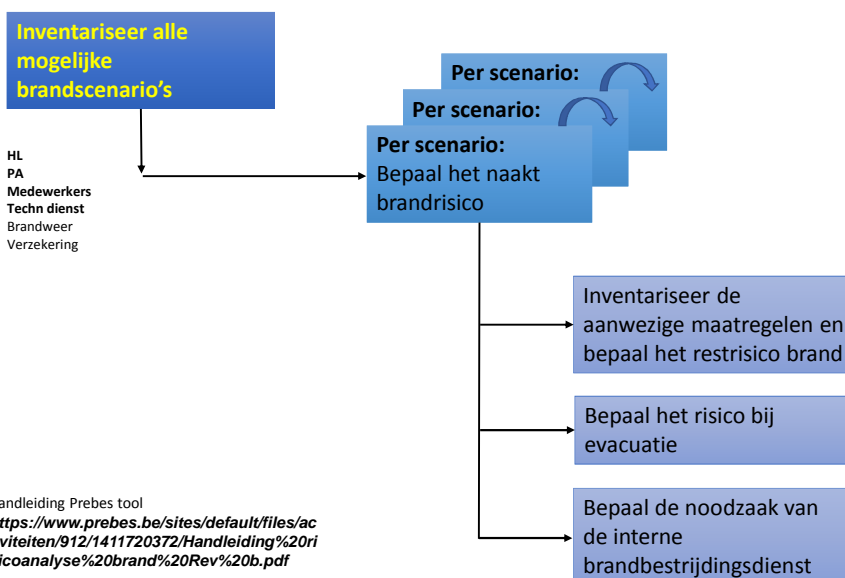 Inventariseer alle
mogelijke
brandscenario's
Per scenario:
Per scenario:
Per scenario:
Bepaal het naakt
brandrisico
HL
PA
Medewerkers
Techn dienst
Brandweer
Verzekering
Inventariseer de
aanwezige maatregelen en
bepaal het restrisico brand
Bepaal het risico bij
evacuatie
Bepaal de noodzaak van
de interne
brandbestrijdingsdienst
andleiding Prebes tool
ttps://www.prebes.be/sites/default/files/ac
viteiten/912/1411720372/Handleiding%20ri
icoanalyse%20brand%20Rev%20b.pdf